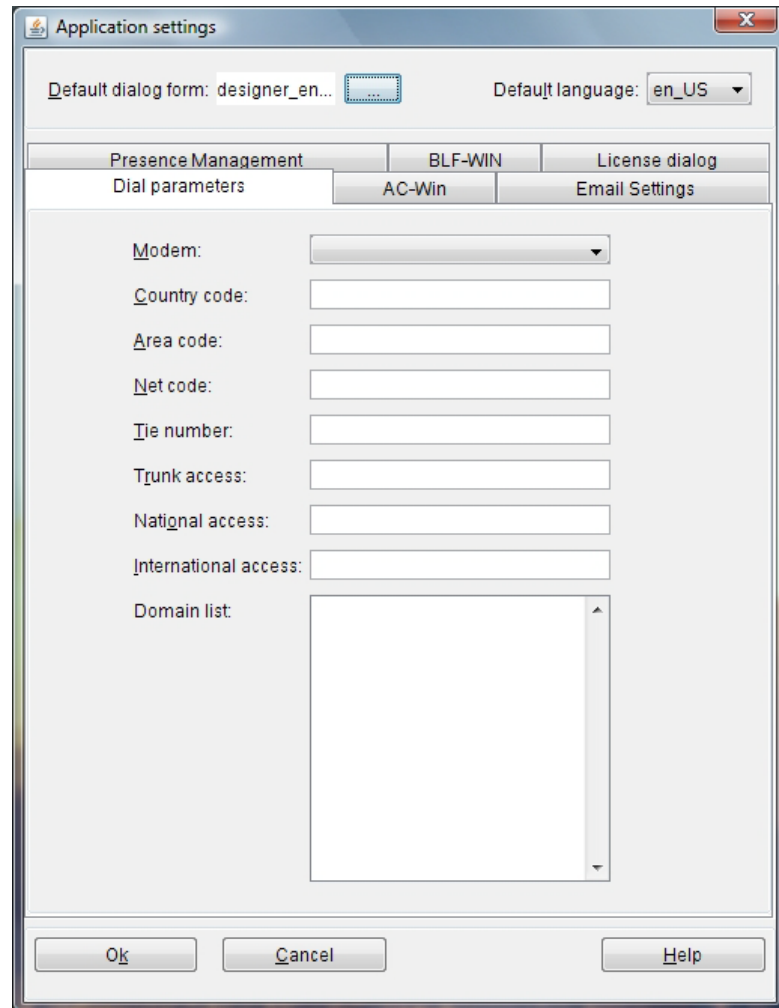 Application settings
Default dialog form: designer_en... ... Default language: en_US
Presence Management BLF-WIN License dialog
Dial parameters AC-Win Email Settings
Modem:
Country code:
Area code:
Net code:
Tie number:
Trunk access:
National access:
International access:
Domain list:
Ok Cancel Help